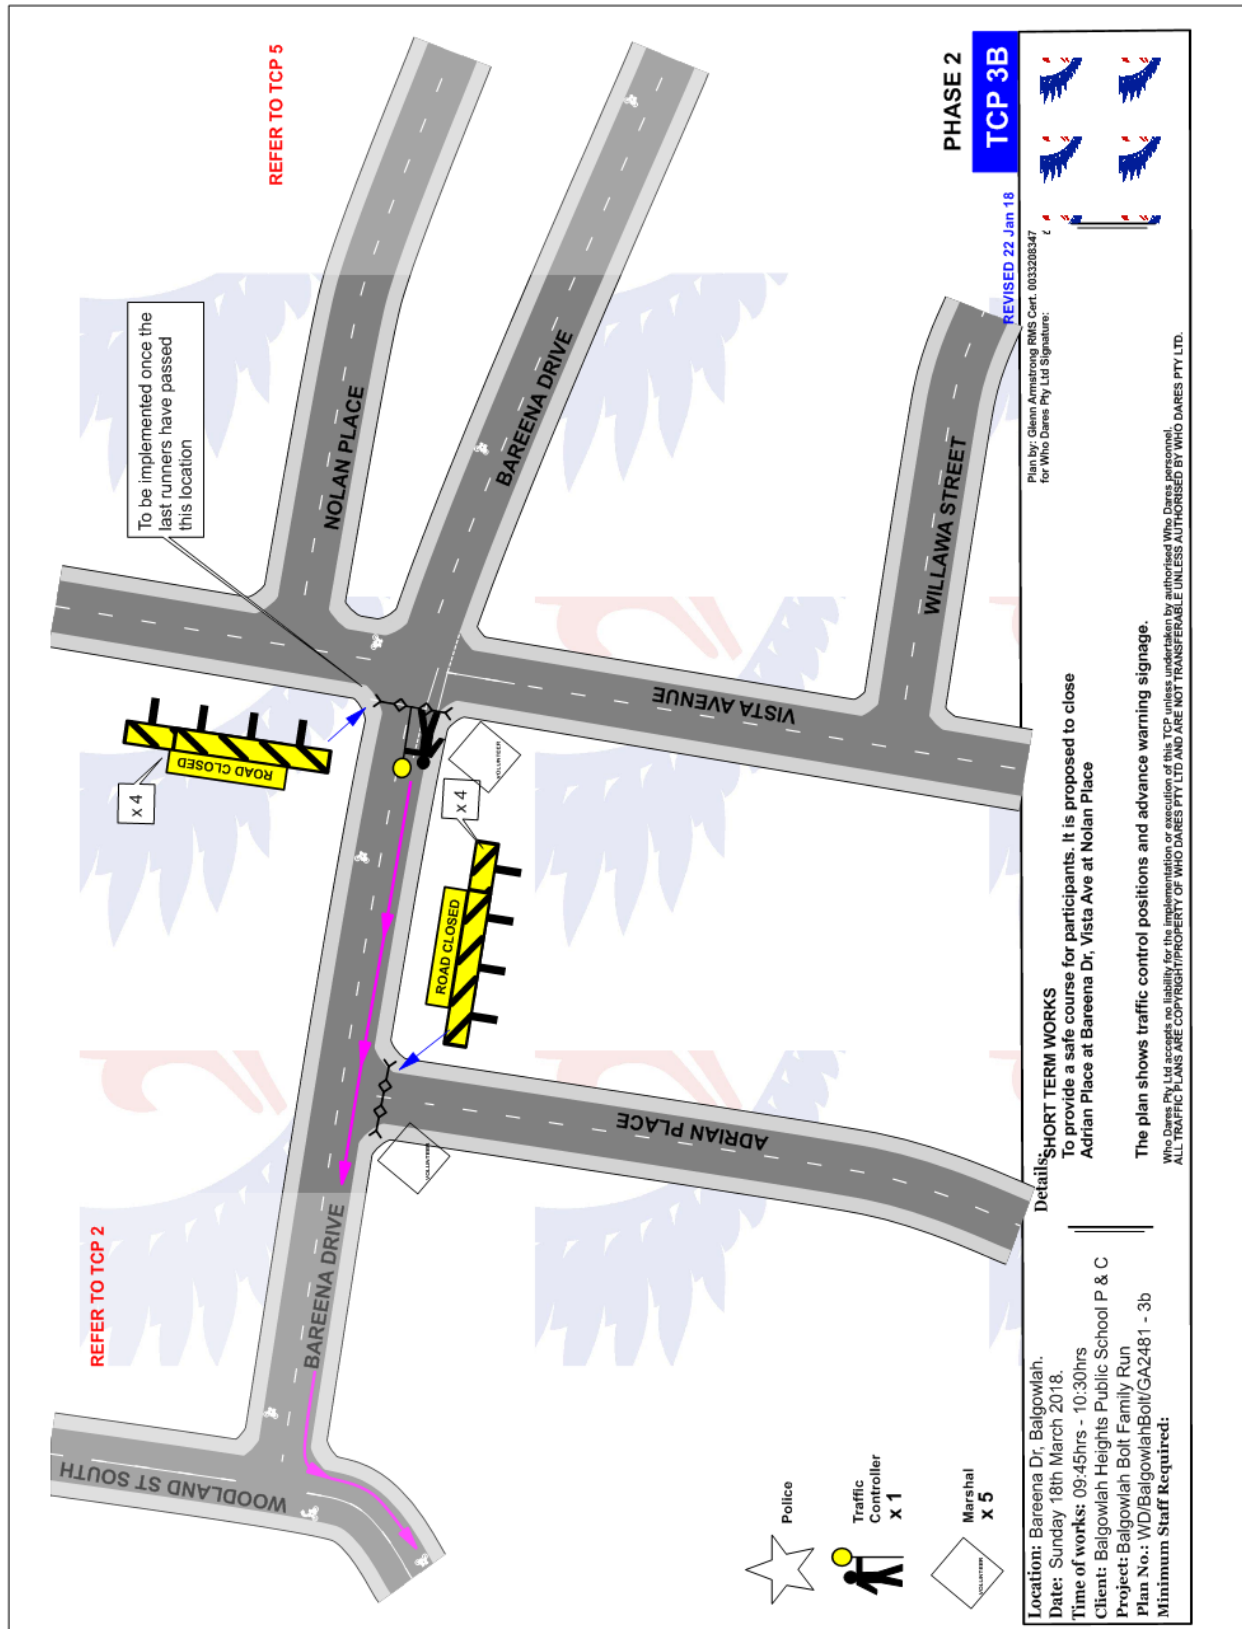 REFER TO TCP 2
REFER TO TCP 5
To be implemented once the
last runners have passed
this location
x 4
ROAD CLOSED
NOLAN PLACE
BAREENA DRIVE
WOODLAND ST SOUTH
BAREENA DRIVE
VOLUNTEER
x 4
ROAD CLOSED
VOLUNTEER
VISTA AVENUE
ADRIAN PLACE
WILLAWA STREET
Police
Traffic
Controller
x 1
VOLUNTEER
Marshal
x 5
PHASE 2
TCP 3B
REVISED 22 Jan 18
Location: Bareena Dr, Balgowlah.
Date: Sunday 18th March 2018.
Time of works: 09:45hrs - 10:30hrs
Client: Balgowlah Heights Public School P & C
Project: Balgowlah Bolt Family Run
Plan No.: WD/BalgowlahBolt/GA2481 - 3b
Minimum Staff Required:
Details:
SHORT TERM WORKS
To provide a safe course for participants. It is proposed to close
Adrian Place at Bareena Dr, Vista Ave at Nolan Place
The plan shows traffic control positions and advance warning signage.
Who Dares Pty Ltd accepts no liability for the implementation or execution of this TCP unless undertaken by authorised Who Dares personnel.
ALL TRAFFIC PLANS ARE COPYRIGHT/PROPERTY OF WHO DARES PTY LTD AND ARE NOT TRANSFERABLE UNLESS AUTHORISED BY WHO DARES PTY LTD.
Plan by: Glenn Armstrong RMS Cert. 0033208347
for Who Dares Pty Ltd Signature: